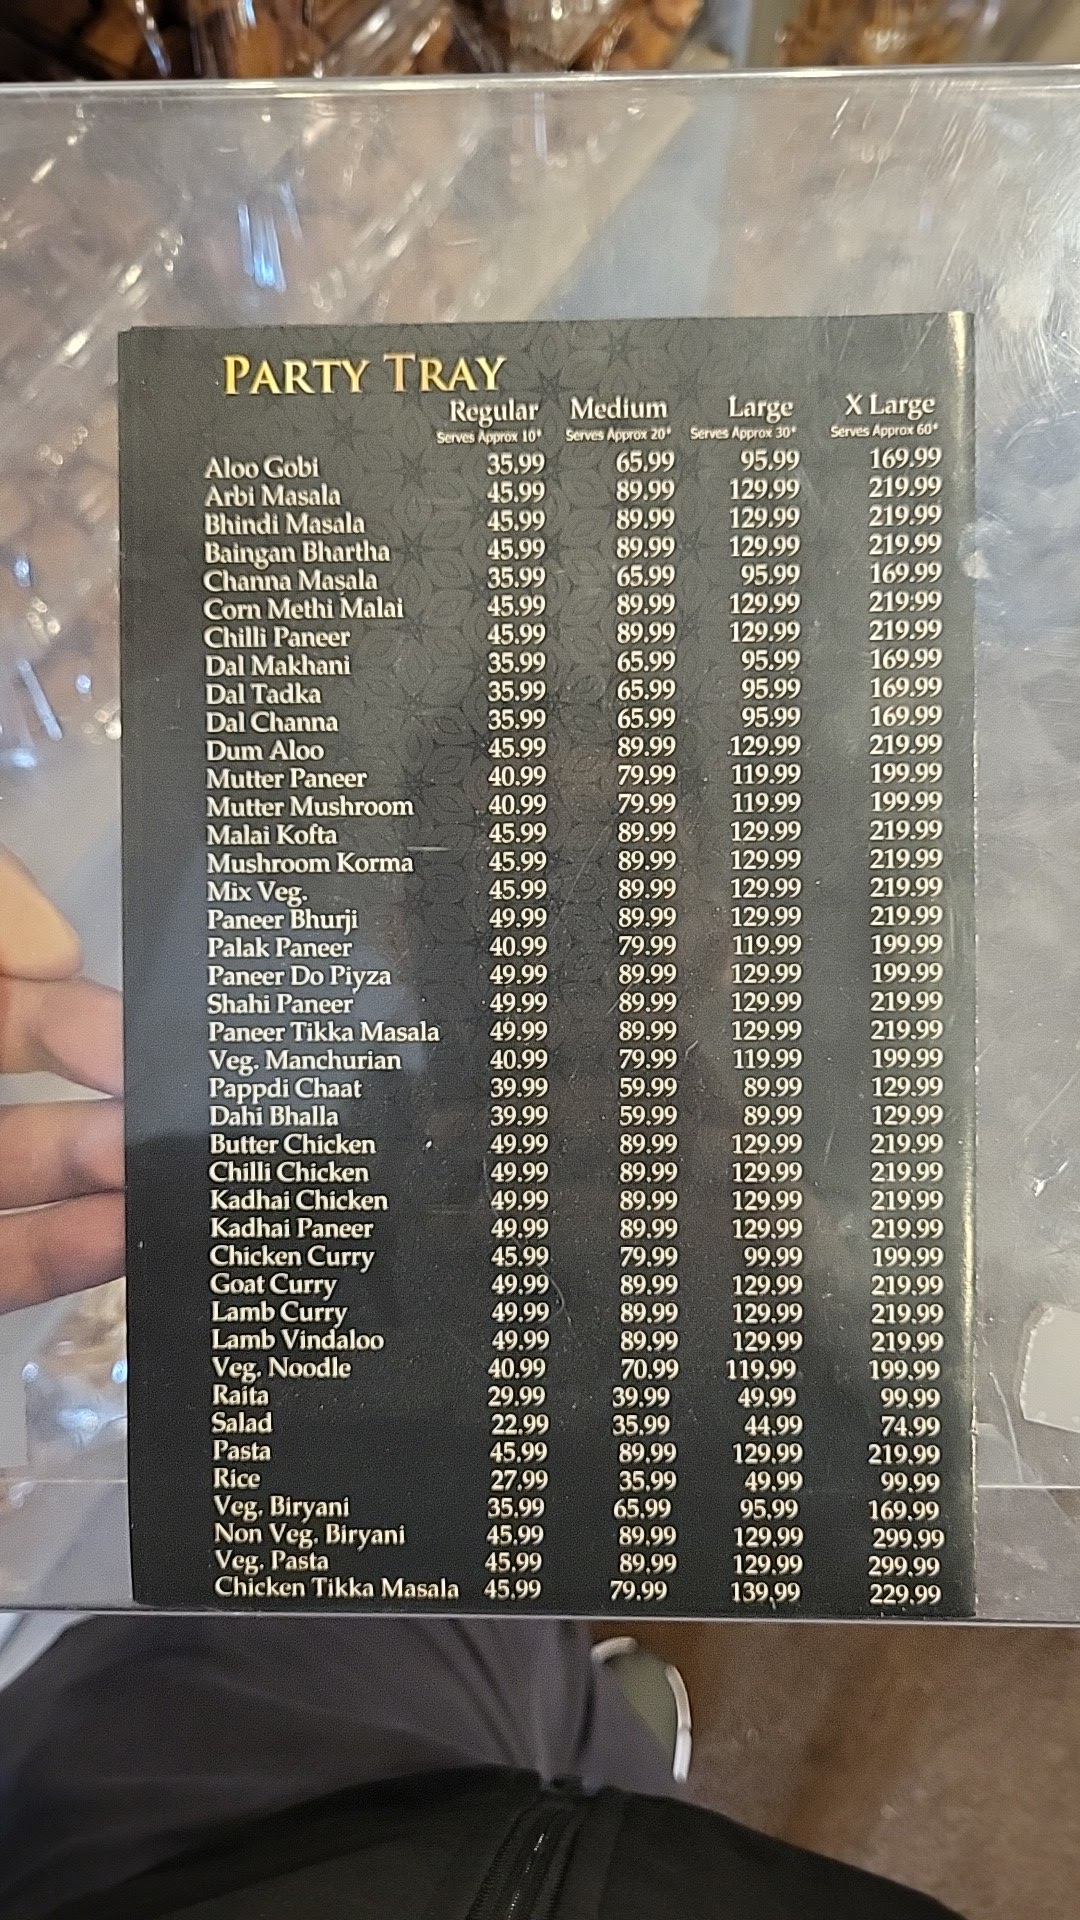 PARTY TRAY
Regular Medium Large X Large
Serves Approx 10* Serves Approx 20* Serves Approx 30* Serves Approx 60*
Aloo Gobi 35.99 65.99 95.99 169.99
Arbi Masala 45.99 89.99 129.99 219.99
Bhindi Masala 45.99 89.99 129.99 219.99
Baingan Bhartha 45.99 89.99 129.99 219.99
Channa Masala 35.99 65.99 95.99 169.99
Corn Methi Malai 45.99 89.99 129.99 219:99
Chilli Paneer 45.99 89.99 129.99 219.99
Dal Makhani 35.99 65.99 95.99 169.99
Dal Tadka 35.99 65.99 95.99 169.99
Dal Channa 35.99 65.99 95.99 169.99
Dum Aloo 45.99 89.99 129.99 219.99
Mutter Paneer 40.99 79.99 119.99 199.99
Mutter Mushroom 40.99 79.99 119.99 199.99
Malai Kofta 45.99 89.99 129.99 219.99
Mushroom Korma 45.99 89.99 129.99 219.99
Mix Veg. 45.99 89.99 129.99 219.99
Paneer Bhurji 49.99 89.99 129.99 219.99
Palak Paneer 40.99 79.99 119.99 199.99
Paneer Do Piyza 49.99 89.99 129.99 199.99
Shahi Paneer 49.99 89.99 129.99 219.99
Paneer Tikka Masala 49.99 89.99 129.99 219.99
Veg. Manchurian 40.99 79.99 119.99 199.99
Pappdi Chaat 39.99 59.99 89.99 129.99
Dahi Bhalla 39.99 59.99 89.99 129.99
Butter Chicken 49.99 89.99 129.99 219.99
Chilli Chicken 49.99 89.99 129.99 219.99
Kadhai Chicken 49.99 89.99 129.99 219.99
Kadhai Paneer 49.99 89.99 129.99 219.99
Chicken Curry 45.99 79.99 99.99 199.99
Goat Curry 49.99 89.99 129.99 219.99
Lamb Curry 49.99 89.99 129.99 219.99
Lamb Vindaloo 49.99 89.99 129.99 219.99
Veg. Noodle 40.99 70.99 119.99 199.99
Raita 29.99 39.99 49.99 99.99
Salad 22.99 35.99 44.99 74.99
Pasta 45.99 89.99 129.99 219.99
Rice 27.99 35.99 49.99 99.99
Veg. Biryani 35.99 65.99 95.99 169.99
Non Veg. Biryani 45.99 89.99 129.99 299.99
Veg. Pasta 45.99 89.99 129.99 299.99
Chicken Tikka Masala 45.99 79.99 139.99 229.99